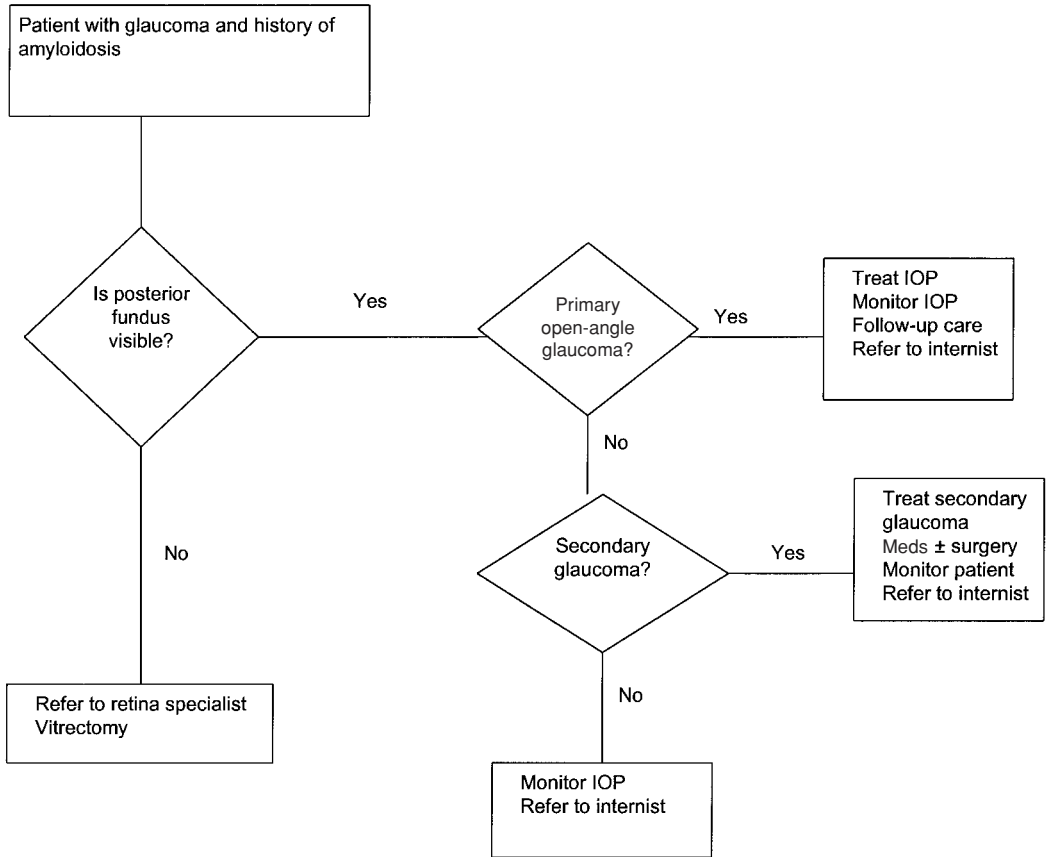 Patient with glaucoma and history of
amyloidosis
Is posterior
fundus
visible?
Yes
Primary
open-angle
glaucoma?
Yes
Treat IOP
Monitor IOP
Follow-up care
Refer to internist
No
No
Secondary
glaucoma?
Yes
Treat secondary
glaucoma
Meds ± surgery
Monitor patient
Refer to internist
No
Refer to retina specialist
Vitrectomy
Monitor IOP
Refer to internist